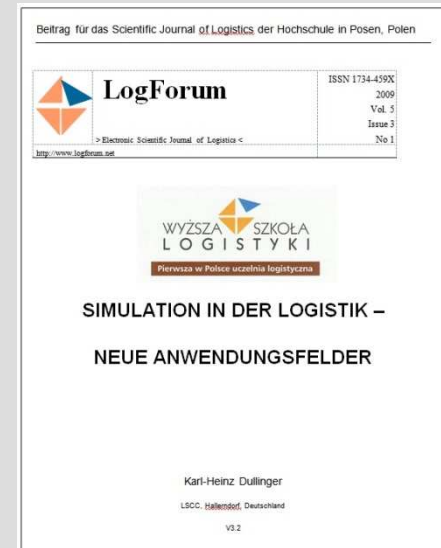 Beitrag für das Scientific Journal of Logistics der Hochschule in Posen, Polen
LogForum
> Electronic Scientific Journal of Logistics <
http://www.logforum.net
ISSN 1734-459X
2009
Vol. 5
Issue 3
No 1
WYŻSZA SZKOŁA
LOGISTYKI
Pierwsza w Polsce uczelnia logistyczna
SIMULATION IN DER LOGISTIK –
NEUE ANWENDUNGSFELDER
Karl-Heinz Dullinger
LSCC, Hallerndorf, Deutschland
V3.2